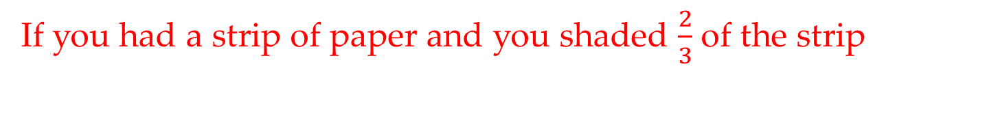 If you had a strip of paper and you shaded 2/3 of the strip